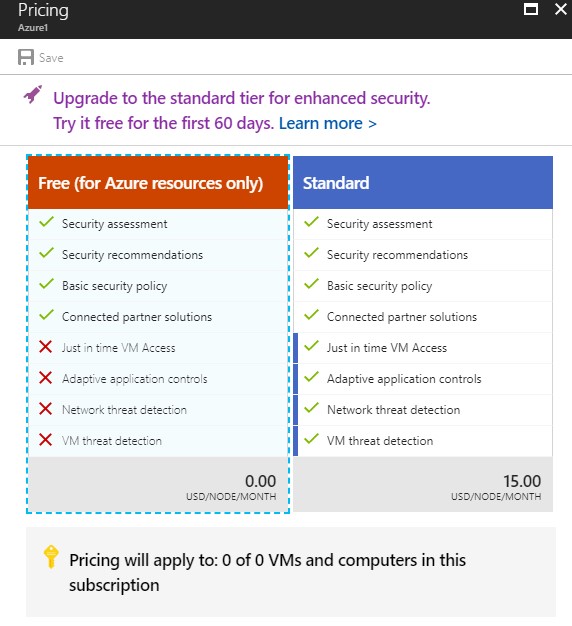 Pricing
Azure1
Save
Upgrade to the standard tier for enhanced security.
Try it free for the first 60 days. Learn more >
Free (for Azure resources only)
Security assessment
Security recommendations
Basic security policy
Connected partner solutions
Just in time VM Access
Adaptive application controls
Network threat detection
VM threat detection
0.00
USD/NODE/MONTH
Standard
Security assessment
Security recommendations
Basic security policy
Connected partner solutions
Just in time VM Access
Adaptive application controls
Network threat detection
VM threat detection
15.00
USD/NODE/MONTH
Pricing will apply to: 0 of 0 VMs and computers in this
subscription